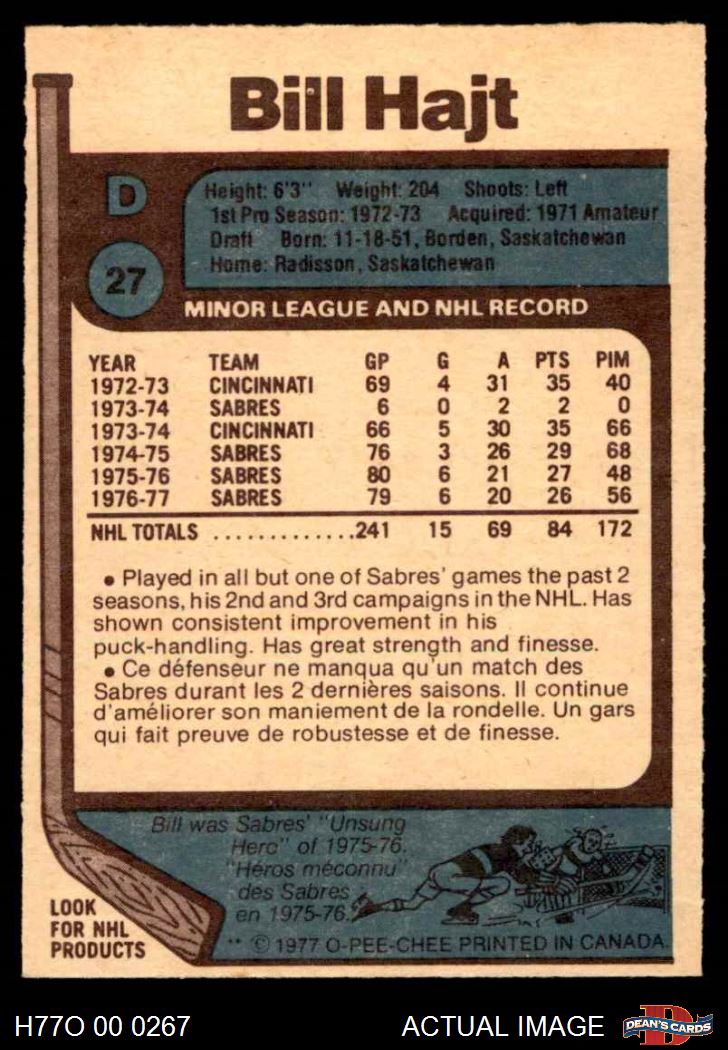 Bill Hajt
D
Height: 6'3'' Weight: 204 Shoots: Left
1st Pro Season: 1972-73 Acquired: 1971 Amateur
Draft Born: 11-18-51, Borden, Saskatchewan
Home: Radisson, Saskatchewan
27
MINOR LEAGUE AND NHL RECORD
YEAR TEAM GP G A PTS PIM
1972-73 CINCINNATI 69 4 31 35 40
1973-74 SABRES 6 0 2 2 0
1973-74 CINCINNATI 66 5 30 35 66
1974-75 SABRES 76 3 26 29 68
1975-76 SABRES 80 6 21 27 48
1976-77 SABRES 79 6 20 26 56
NHL TOTALS .............241 15 69 84 172
● Played in all but one of Sabres' games the past 2
seasons, his 2nd and 3rd campaigns in the NHL. Has
shown consistent improvement in his
puck-handling. Has great strength and finesse.
● Ce défenseur ne manqua qu'un match des
Sabres durant les 2 dernières saisons. Il continue
d'améliorer son maniement de la rondelle. Un gars
qui fait preuve de robustesse et de finesse.
Bill was Sabres' "Unsung
Hero" of 1975-76.
"Héros méconnu"
des Sabres
en 1975-76.
LOOK
FOR NHL
PRODUCTS
** © 1977 O-PEE-CHEE PRINTED IN CANADA
H77O 00 0267 ACTUAL IMAGE
D
DEAN'S CARDS